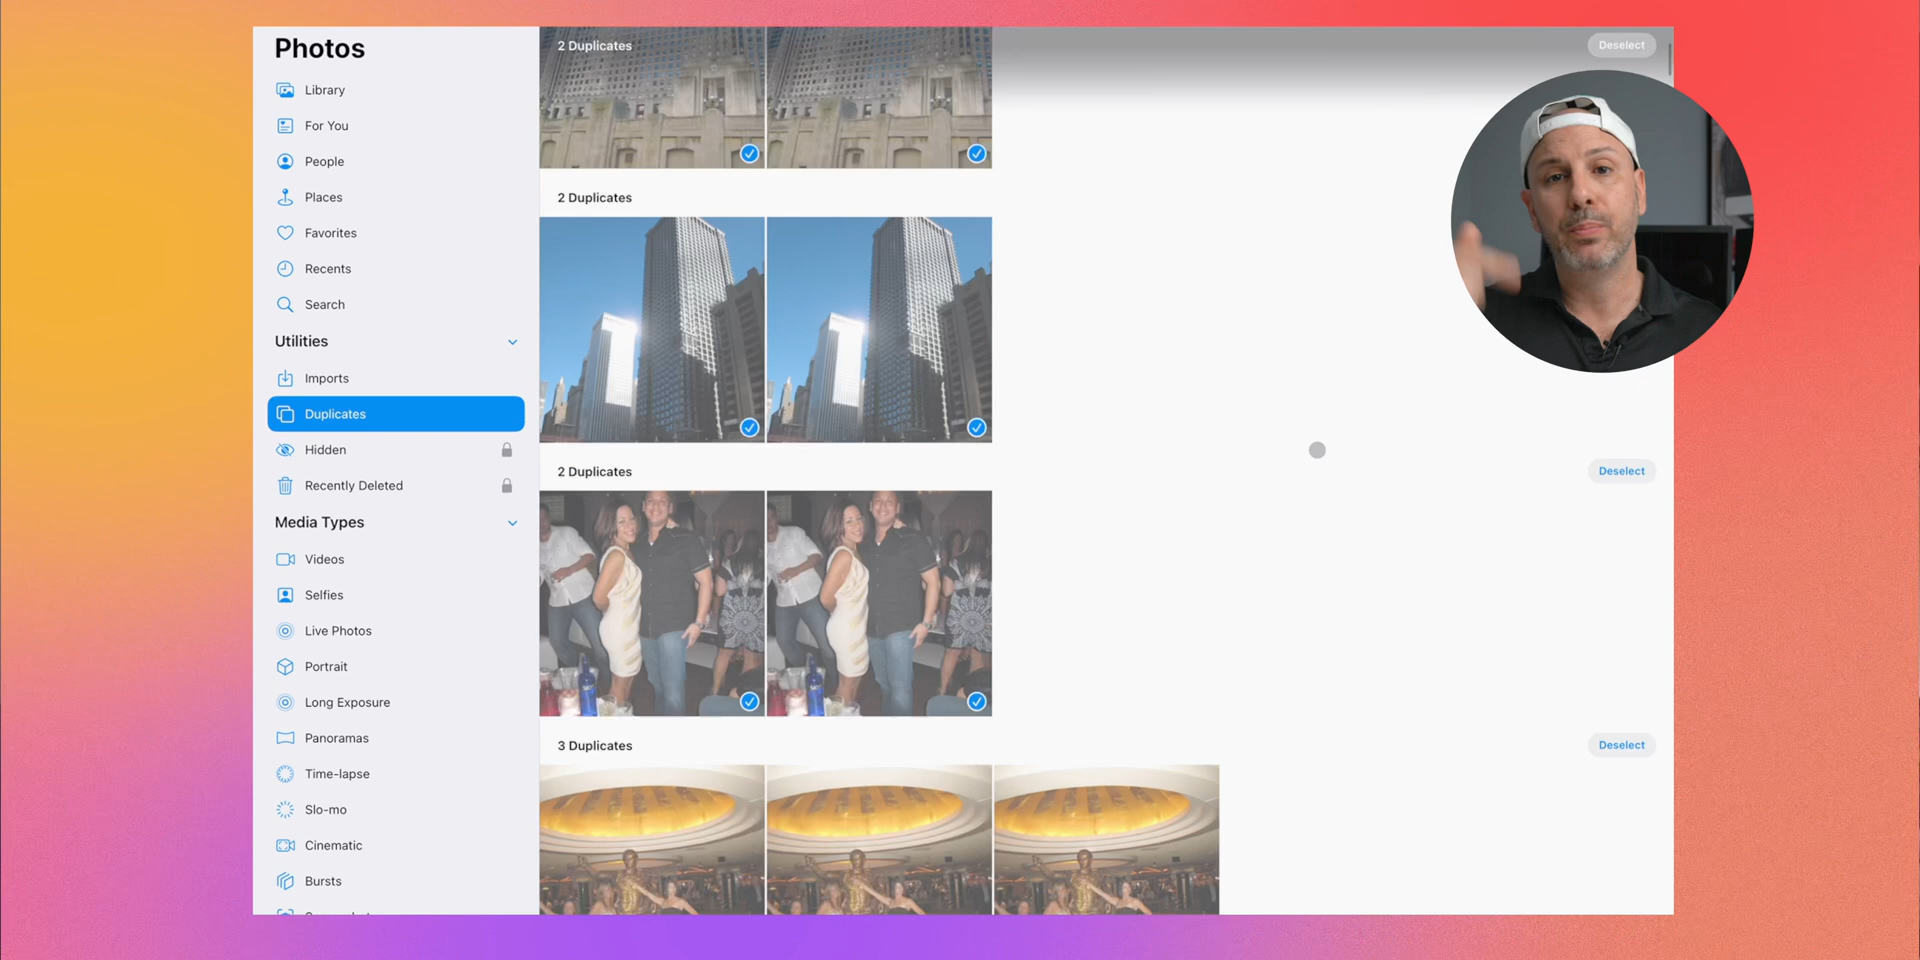 Photos
Library
For You
People
Places
Favorites
Recents
Search
Utilities
Imports
Duplicates
Hidden
Recently Deleted
Media Types
Videos
Selfies
Live Photos
Portrait
Long Exposure
Panoramas
Time-lapse
Slo-mo
Cinematic
Bursts
2 Duplicates
Deselect
2 Duplicates
2 Duplicates
Deselect
3 Duplicates
Deselect